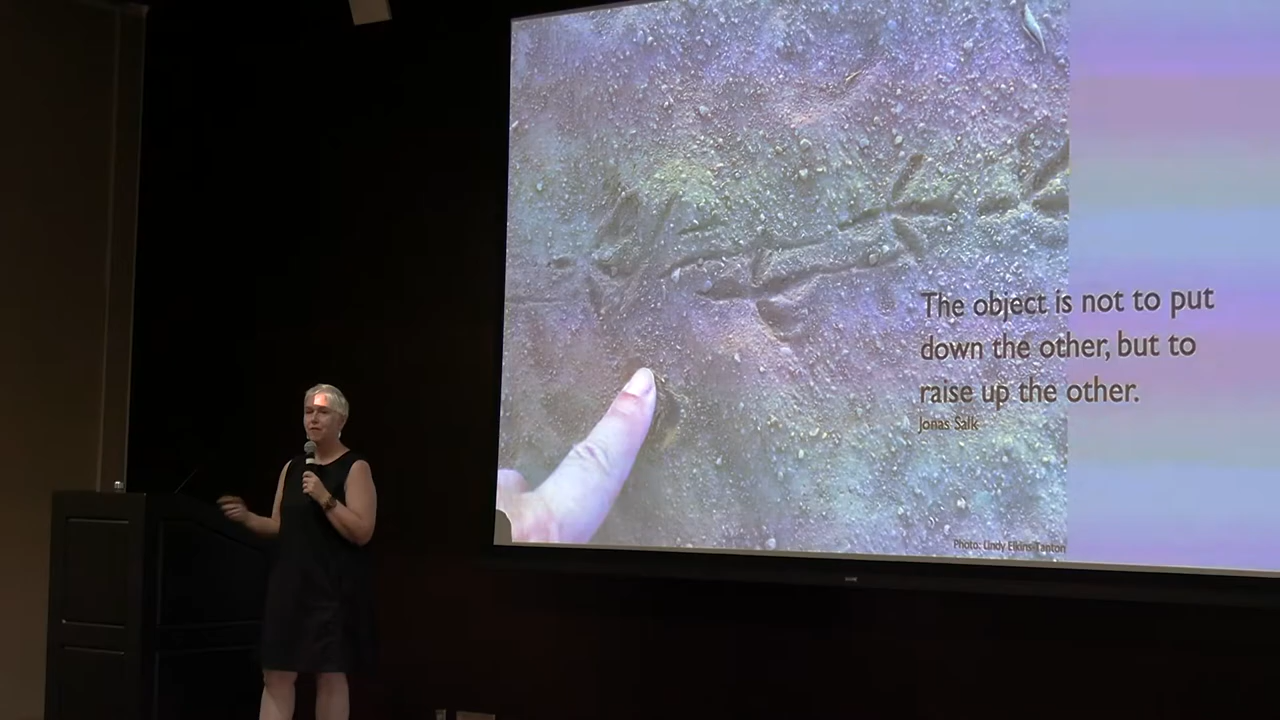 The object is not to put
down the other, but to
raise up the other.
Jonas Salk
Photo: Lindy Elkins-Tanton